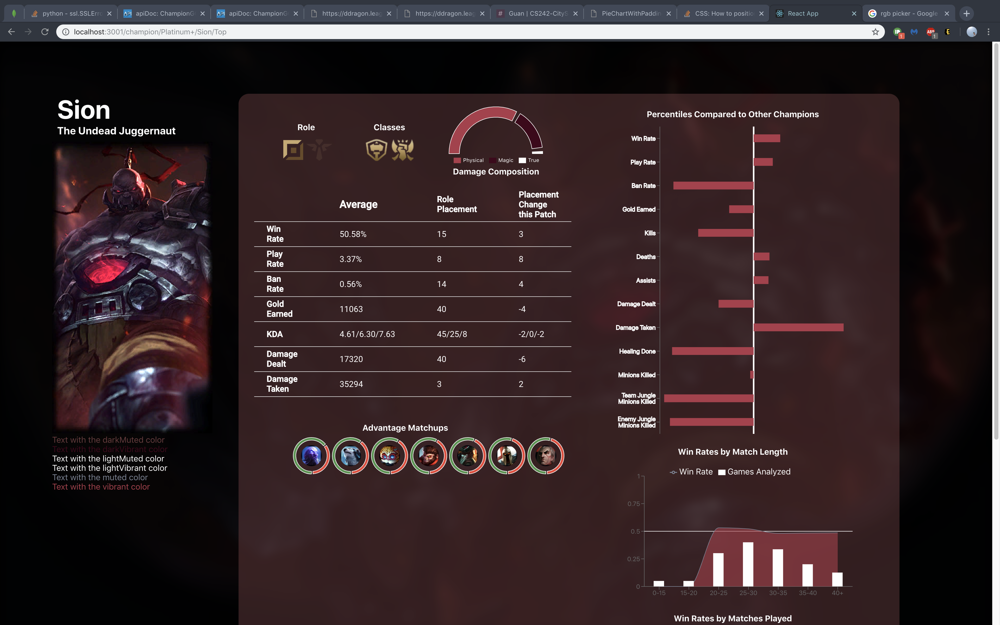 python - ssl.SSLErro
apiDoc: ChampionG
apiDoc: ChampionG
https://ddragon.leag
https://ddragon.leag
# Guan | CS242-CityS
PieChartWithPaddin
CSS: How to positio
React App
rgb picker - Google
localhost:3001/champion/Platinum+/Sion/Top
1
ABP
1
Sion
The Undead Juggernaut
Text with the darkMuted color
Text with the darkVibrant color
Text with the lightMuted color
Text with the lightVibrant color
Text with the muted color
Text with the vibrant color
Role
Classes
Physical Magic True
Damage Composition
Average
Role
Placement
Placement
Change
this Patch
Win
Rate
50.58% 15 3
Play
Rate
3.37% 8 8
Ban
Rate
0.56% 14 4
Gold
Earned
11063 40 -4
KDA 4.61/6.30/7.63 45/25/8 -2/0/-2
Damage
Dealt
17320 40 -6
Damage
Taken
35294 3 2
Advantage Matchups
Percentiles Compared to Other Champions
Win Rate
Play Rate
Ban Rate
Gold Earned
Kills
Deaths
Assists
Damage Dealt
Damage Taken
Healing Done
Minions Killed
Team Jungle
Minions Killed
Enemy Jungle
Minions Killed
Win Rates by Match Length
Win Rate Games Analyzed
1
0.75
0.5
0.25
0
0-15 15-20 20-25 25-30 30-35 35-40 40+
Win Rates by Matches Played